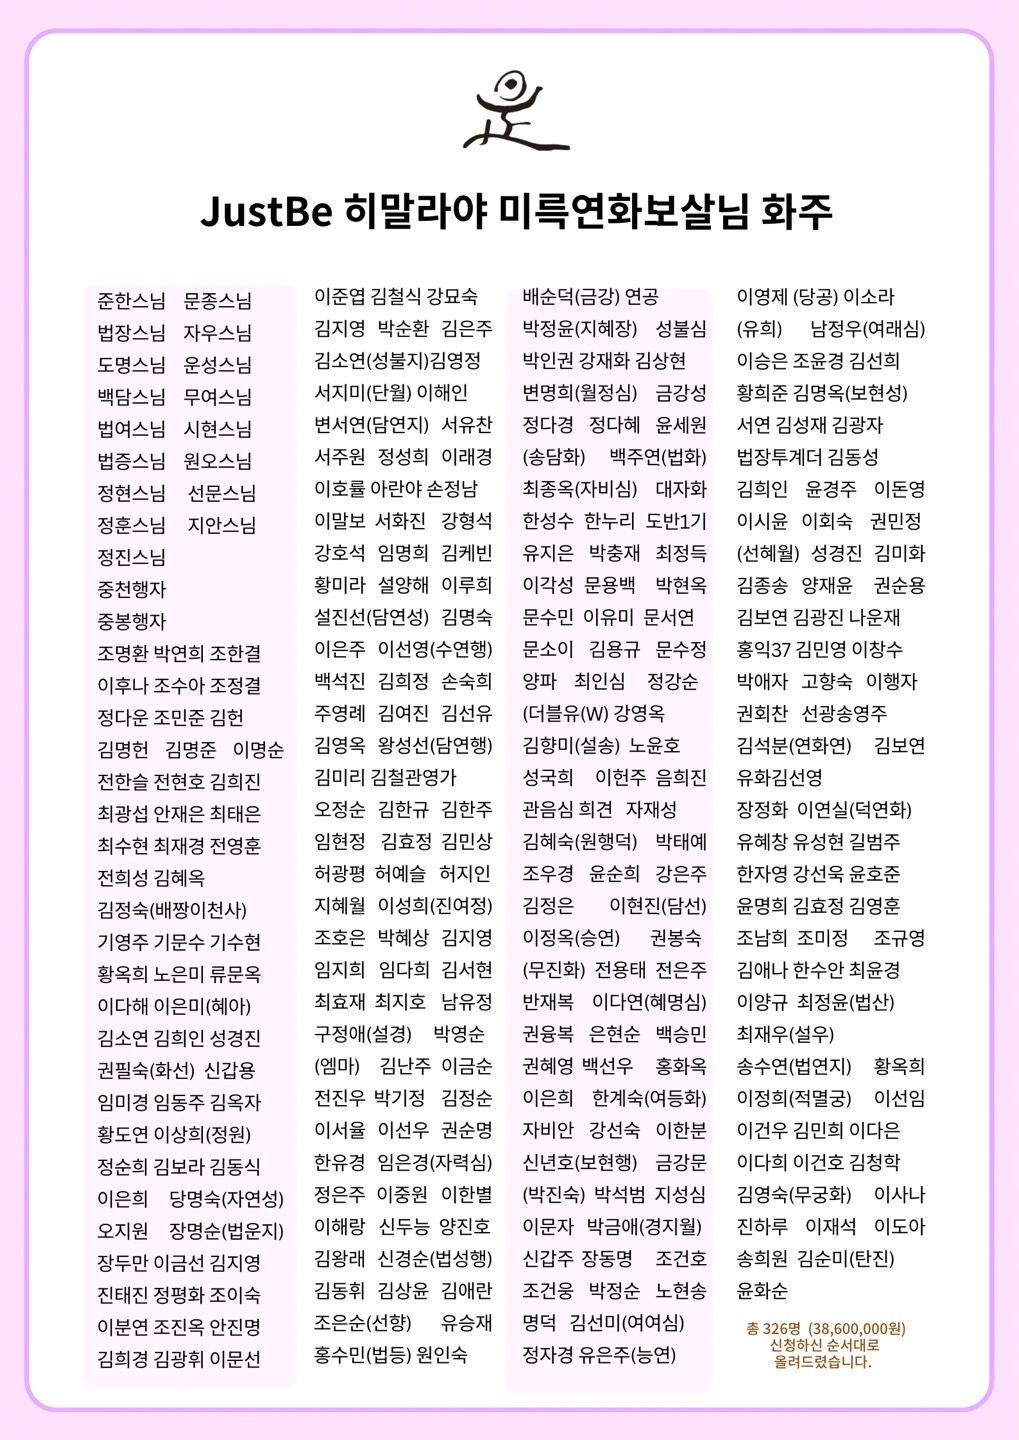 JustBe 히말라야 미륵연화보살님 화주
준한스님 문종스님
법장스님 자우스님
도명스님 운성스님
백담스님 무여스님
법여스님 시현스님
법증스님 원오스님
정현스님 선문스님
정훈스님 지안스님
정진스님
중천행자
중봉행자
조명환 박연희 조한결
이후나 조수아 조정결
정다운 조민준 김헌
김명헌 김명준 이명순
전한슬 전현호 김희진
최광섭 안재은 최태은
최수현 최재경 전영훈
전희성 김혜옥
김정숙(배짱이천사)
기영주 기문수 기수현
황옥희 노은미 류문옥
이다해 이은미(혜아)
김소연 김희인 성경진
권필숙(화선) 신갑용
임미경 임동주 김옥자
황도연 이상희(정원)
정순희 김보라 김동식
이은희 당명숙(자연성)
오지원 장명순(법운지)
장두만 이금선 김지영
진태진 정평화 조이숙
이분연 조진옥 안진명
김희경 김광휘 이문선
이준엽 김철식 강묘숙
김지영 박순환 김은주
김소연(성불지)김영정
서지미(단월) 이해인
변서연(담연지) 서유찬
서주원 정성희 이래경
이호률 아란야 손정남
이말보 서화진 강형석
강호석 임명희 김케빈
황미라 설양해 이루희
설진선(담연성) 김명숙
이은주 이선영(수연행)
백석진 김희정 손숙희
주영례 김여진 김선유
김영옥 왕성선(담연행)
김미리 김철관영가
오정순 김한규 김한주
임현정 김효정 김민상
허광평 허예슬 허지인
지혜월 이성희(진여정)
조호은 박혜상 김지영
임지희 임다희 김서현
최효재 최지호 남유정
구정애(설경) 박영순
(엠마) 김난주 이금순
전진우 박기정 김정순
이서율 이선우 권순명
한유경 임은경(자력심)
정은주 이중원 이한별
이해랑 신두능 양진호
김왕래 신경순(법성행)
김동휘 김상윤 김애란
조은순(선향) 유승재
홍수민(법등) 원인숙
배순덕(금강) 연공
박정윤(지혜장) 성불심
박인권 강재화 김상현
변명희(월정심) 금강성
정다경 정다혜 윤세원
(송담화) 백주연(법화)
최종옥(자비심) 대자화
한성수 한누리 도반1기
유지은 박충재 최정득
이각성 문용백 박현옥
문수민 이유미 문서연
문소이 김용규 문수정
양파 최인심 정강순
(더블유(W) 강영옥
김향미(설송) 노윤호
성국희 이헌주 음희진
관음심 희견 자재성
김혜숙(원행덕) 박태예
조우경 윤순희 강은주
김정은 이현진(담선)
이정옥(승연) 권봉숙
(무진화) 전용태 전은주
반재복 이다연(혜명심)
권융복 은현순 백승민
권혜영 백선우 홍화옥
이은희 한계숙(여등화)
자비안 강선숙 이한분
신년호(보현행) 금강문
(박진숙) 박석범 지성심
이문자 박금애(경지월)
신갑주 장동명 조건호
조건웅 박정순 노현송
명덕 김선미(여여심)
정자경 유은주(능연)
이영제 (당공) 이소라
(유희) 남정우(여래심)
이승은 조윤경 김선희
황희준 김명옥(보현성)
서연 김성재 김광자
법장투계더 김동성
김희인 윤경주 이돈영
이시윤 이회숙 권민정
(선혜월) 성경진 김미화
김종송 양재윤 권순용
김보연 김광진 나운재
홍익37 김민영 이창수
박애자 고향숙 이행자
권회찬 선광송영주
김석분(연화연) 김보연
유화김선영
장정화 이연실(덕연화)
유혜창 유성현 길범주
한자영 강선욱 윤호준
윤명희 김효정 김영훈
조남희 조미정 조규영
김애나 한수안 최윤경
이양규 최정윤(법산)
최재우(설우)
송수연(법연지) 황옥희
이정희(적멸궁) 이선임
이건우 김민희 이다은
이다희 이건호 김청학
김영숙(무궁화) 이사나
진하루 이재석 이도아
송희원 김순미(탄진)
윤화순
총 326명 (38,600,000원)
신청하신 순서대로
올려드렸습니다.